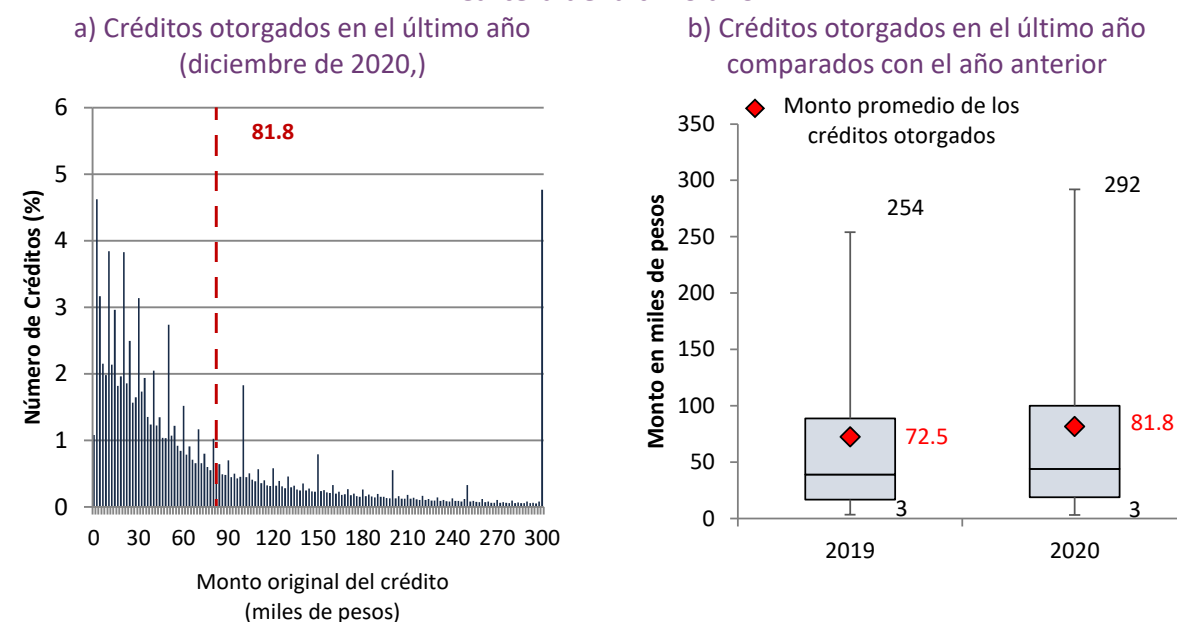 a) Créditos otorgados en el último año
(diciembre de 2020,)
6
5
4
3
2
1
0
81.8
Número de Créditos (%)
0 30 60 90 120 150 180 210 240 270 300
Monto original del crédito
(miles de pesos)
b) Créditos otorgados en el último año
comparados con el año anterior
Monto promedio de los
créditos otorgados
350
300
250
200
150
100
50
0
Monto en miles de pesos
254
292
72.5
81.8
3
3
2019 2020